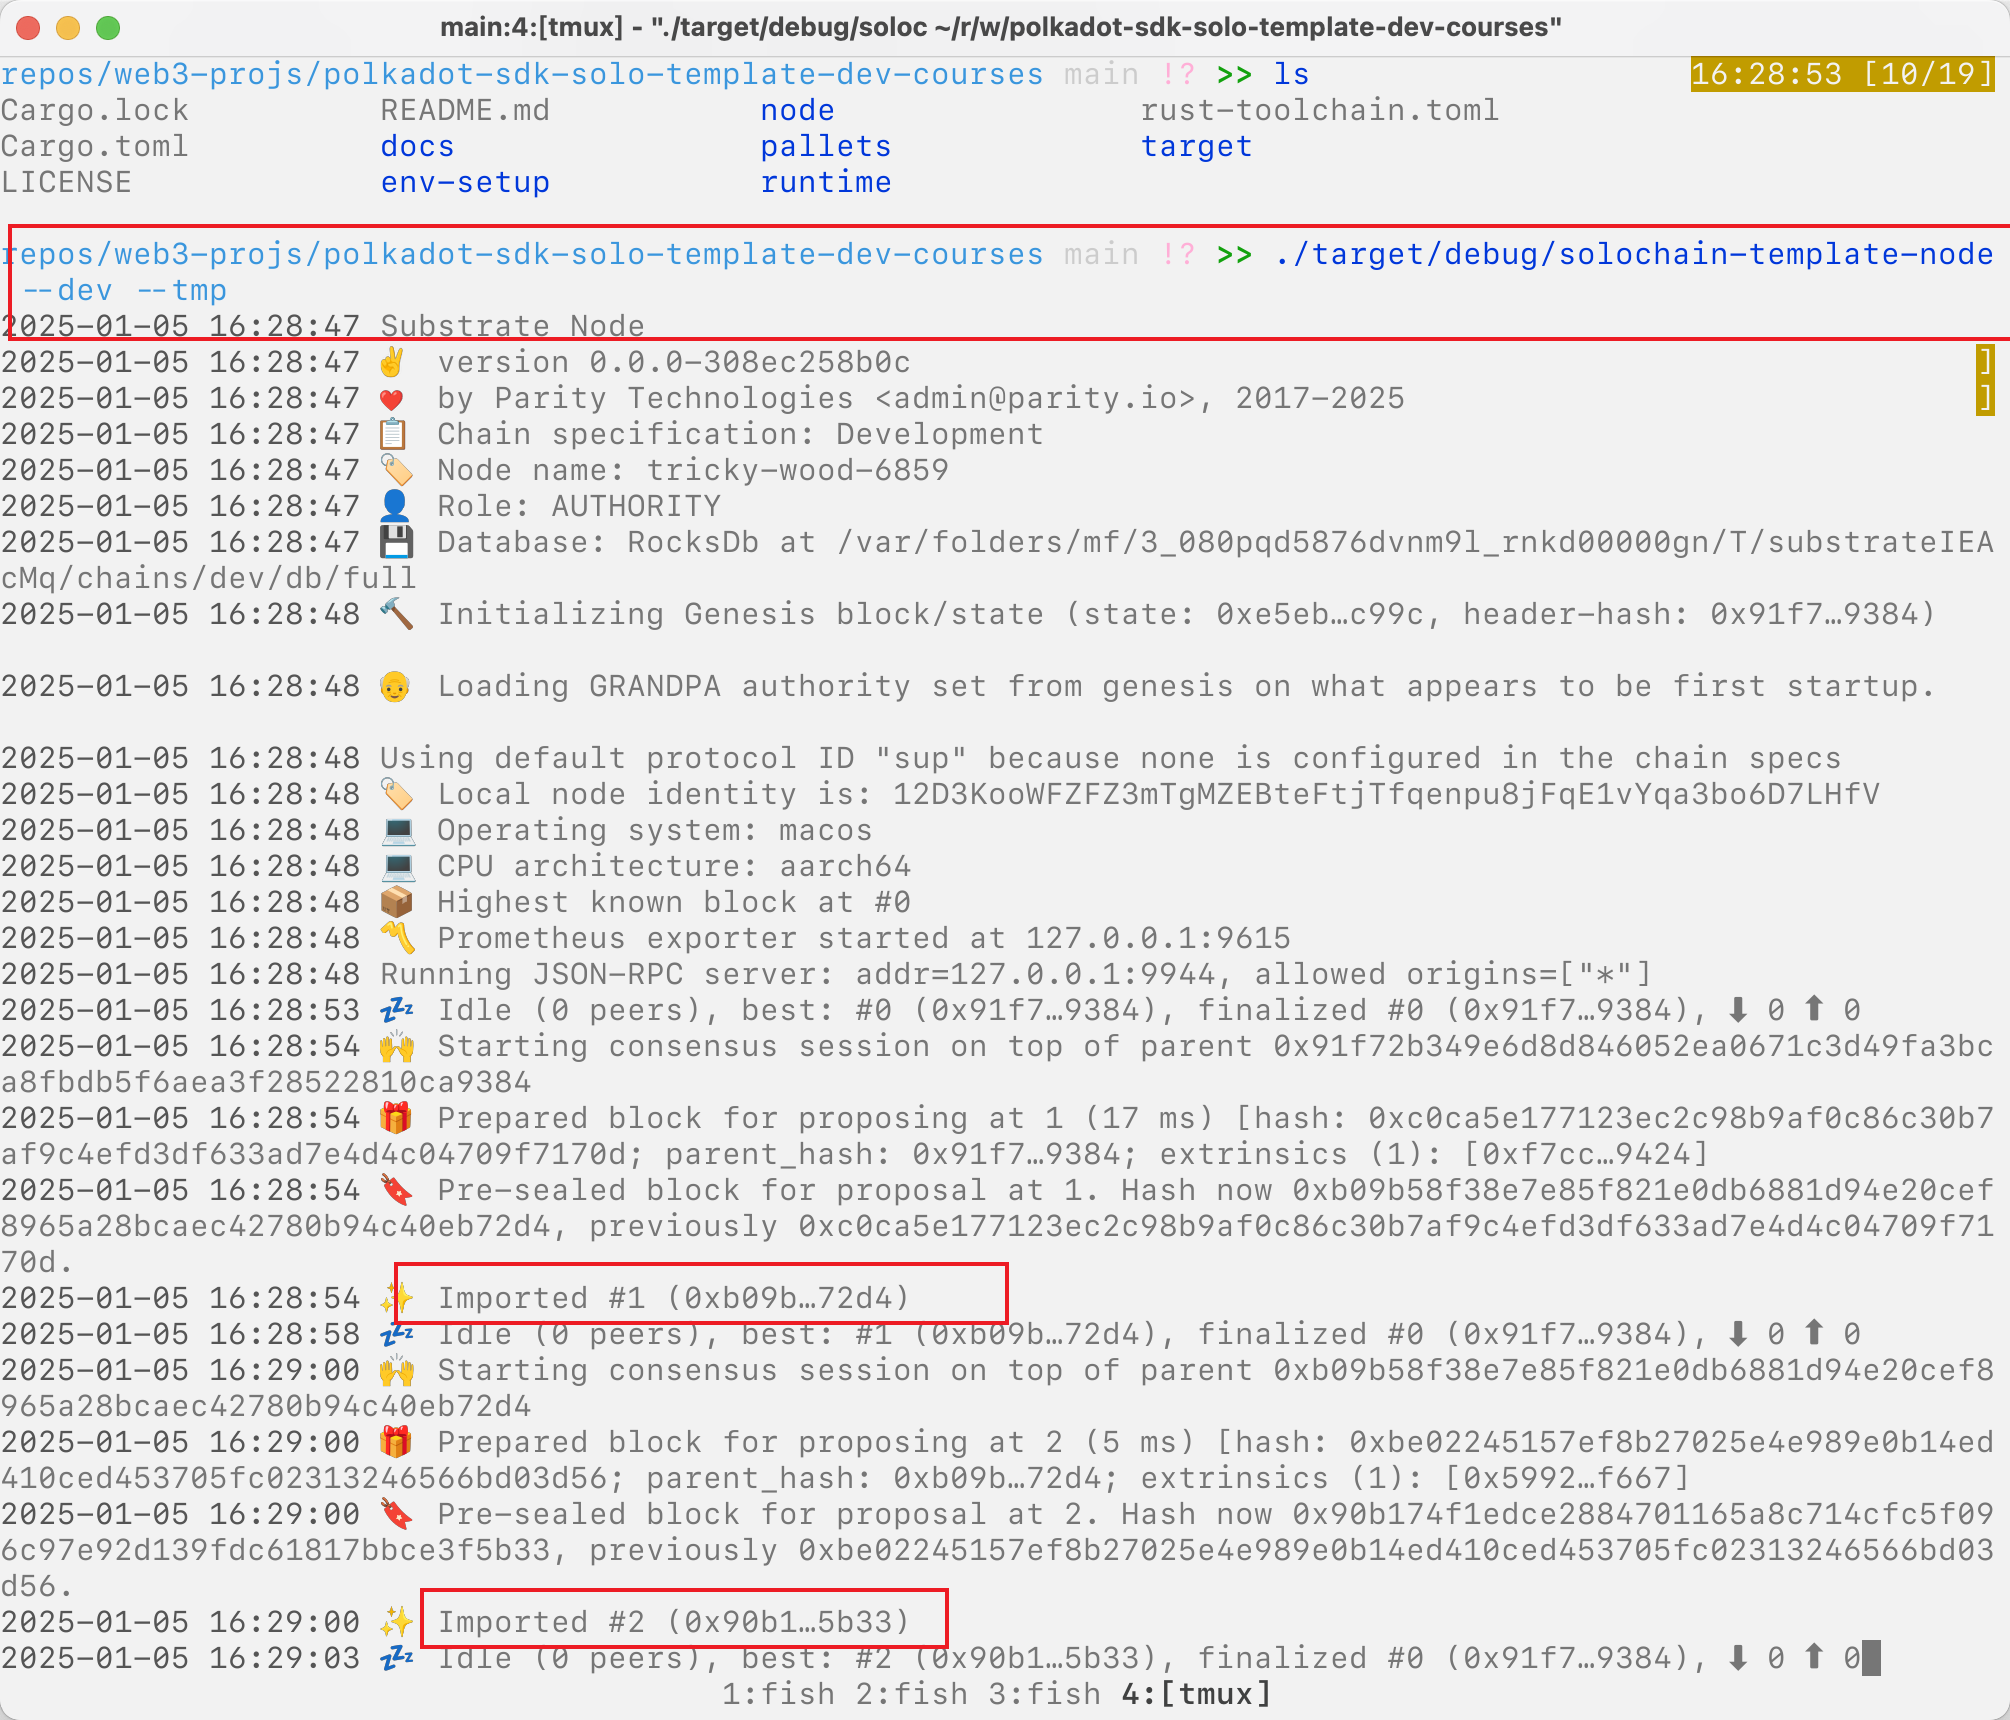 main:4:[tmux] - "./target/debug/soloc ~/r/w/polkadot-sdk-solo-template-dev-courses"
repos/web3-projs/polkadot-sdk-solo-template-dev-courses main !? >> ls 16:28:53 [10/19]
Cargo.lock README.md node rust-toolchain.toml
Cargo.toml docs pallets target
LICENSE env-setup runtime
repos/web3-projs/polkadot-sdk-solo-template-dev-courses main !? >> ./target/debug/solochain-template-node
--dev --tmp
2025-01-05 16:28:47 Substrate Node
2025-01-05 16:28:47 ✌️ version 0.0.0-308ec258b0c ]
2025-01-05 16:28:47 ❤️ by Parity Technologies <admin@parity.io>, 2017-2025 ]
2025-01-05 16:28:47 📋 Chain specification: Development
2025-01-05 16:28:47 🏷 Node name: tricky-wood-6859
2025-01-05 16:28:47 👤 Role: AUTHORITY
2025-01-05 16:28:47 💾 Database: RocksDb at /var/folders/mf/3_080pqd5876dvnm9l_rnkd00000gn/T/substrateIEA
cMq/chains/dev/db/full
2025-01-05 16:28:48 🔨 Initializing Genesis block/state (state: 0xe5eb…c99c, header-hash: 0x91f7…9384)
2025-01-05 16:28:48 👴 Loading GRANDPA authority set from genesis on what appears to be first startup.
2025-01-05 16:28:48 Using default protocol ID "sup" because none is configured in the chain specs
2025-01-05 16:28:48 🏷 Local node identity is: 12D3KooWFZFZ3mTgMZEBteFtjTfqenpu8jFqE1vYqa3bo6D7LHfV
2025-01-05 16:28:48 💻 Operating system: macos
2025-01-05 16:28:48 💻 CPU architecture: aarch64
2025-01-05 16:28:48 📦 Highest known block at #0
2025-01-05 16:28:48 〽️ Prometheus exporter started at 127.0.0.1:9615
2025-01-05 16:28:48 Running JSON-RPC server: addr=127.0.0.1:9944, allowed origins=["*"]
2025-01-05 16:28:53 💤 Idle (0 peers), best: #0 (0x91f7…9384), finalized #0 (0x91f7…9384), ⬇ 0 ⬆ 0
2025-01-05 16:28:54 🙌 Starting consensus session on top of parent 0x91f72b349e6d8d846052ea0671c3d49fa3bc
a8fbdb5f6aea3f28522810ca9384
2025-01-05 16:28:54 🎁 Prepared block for proposing at 1 (17 ms) [hash: 0xc0ca5e177123ec2c98b9af0c86c30b7
af9c4efd3df633ad7e4d4c04709f7170d; parent_hash: 0x91f7…9384; extrinsics (1): [0xf7cc…9424]
2025-01-05 16:28:54 🔖 Pre-sealed block for proposal at 1. Hash now 0xb09b58f38e7e85f821e0db6881d94e20cef
8965a28bcaec42780b94c40eb72d4, previously 0xc0ca5e177123ec2c98b9af0c86c30b7af9c4efd3df633ad7e4d4c04709f71
70d.
2025-01-05 16:28:54 ✨ Imported #1 (0xb09b…72d4)
2025-01-05 16:28:58 💤 Idle (0 peers), best: #1 (0xb09b…72d4), finalized #0 (0x91f7…9384), ⬇ 0 ⬆ 0
2025-01-05 16:29:00 🙌 Starting consensus session on top of parent 0xb09b58f38e7e85f821e0db6881d94e20cef8
965a28bcaec42780b94c40eb72d4
2025-01-05 16:29:00 🎁 Prepared block for proposing at 2 (5 ms) [hash: 0xbe02245157ef8b27025e4e989e0b14ed
410ced453705fc02313246566bd03d56; parent_hash: 0xb09b…72d4; extrinsics (1): [0x5992…f667]
2025-01-05 16:29:00 🔖 Pre-sealed block for proposal at 2. Hash now 0x90b174f1edce2884701165a8c714cfc5f09
6c97e92d139fdc61817bbce3f5b33, previously 0xbe02245157ef8b27025e4e989e0b14ed410ced453705fc02313246566bd03
d56.
2025-01-05 16:29:00 ✨ Imported #2 (0x90b1…5b33)
2025-01-05 16:29:03 💤 Idle (0 peers), best: #2 (0x90b1…5b33), finalized #0 (0x91f7…9384), ⬇ 0 ⬆ 0
1:fish 2:fish 3:fish 4:[tmux]